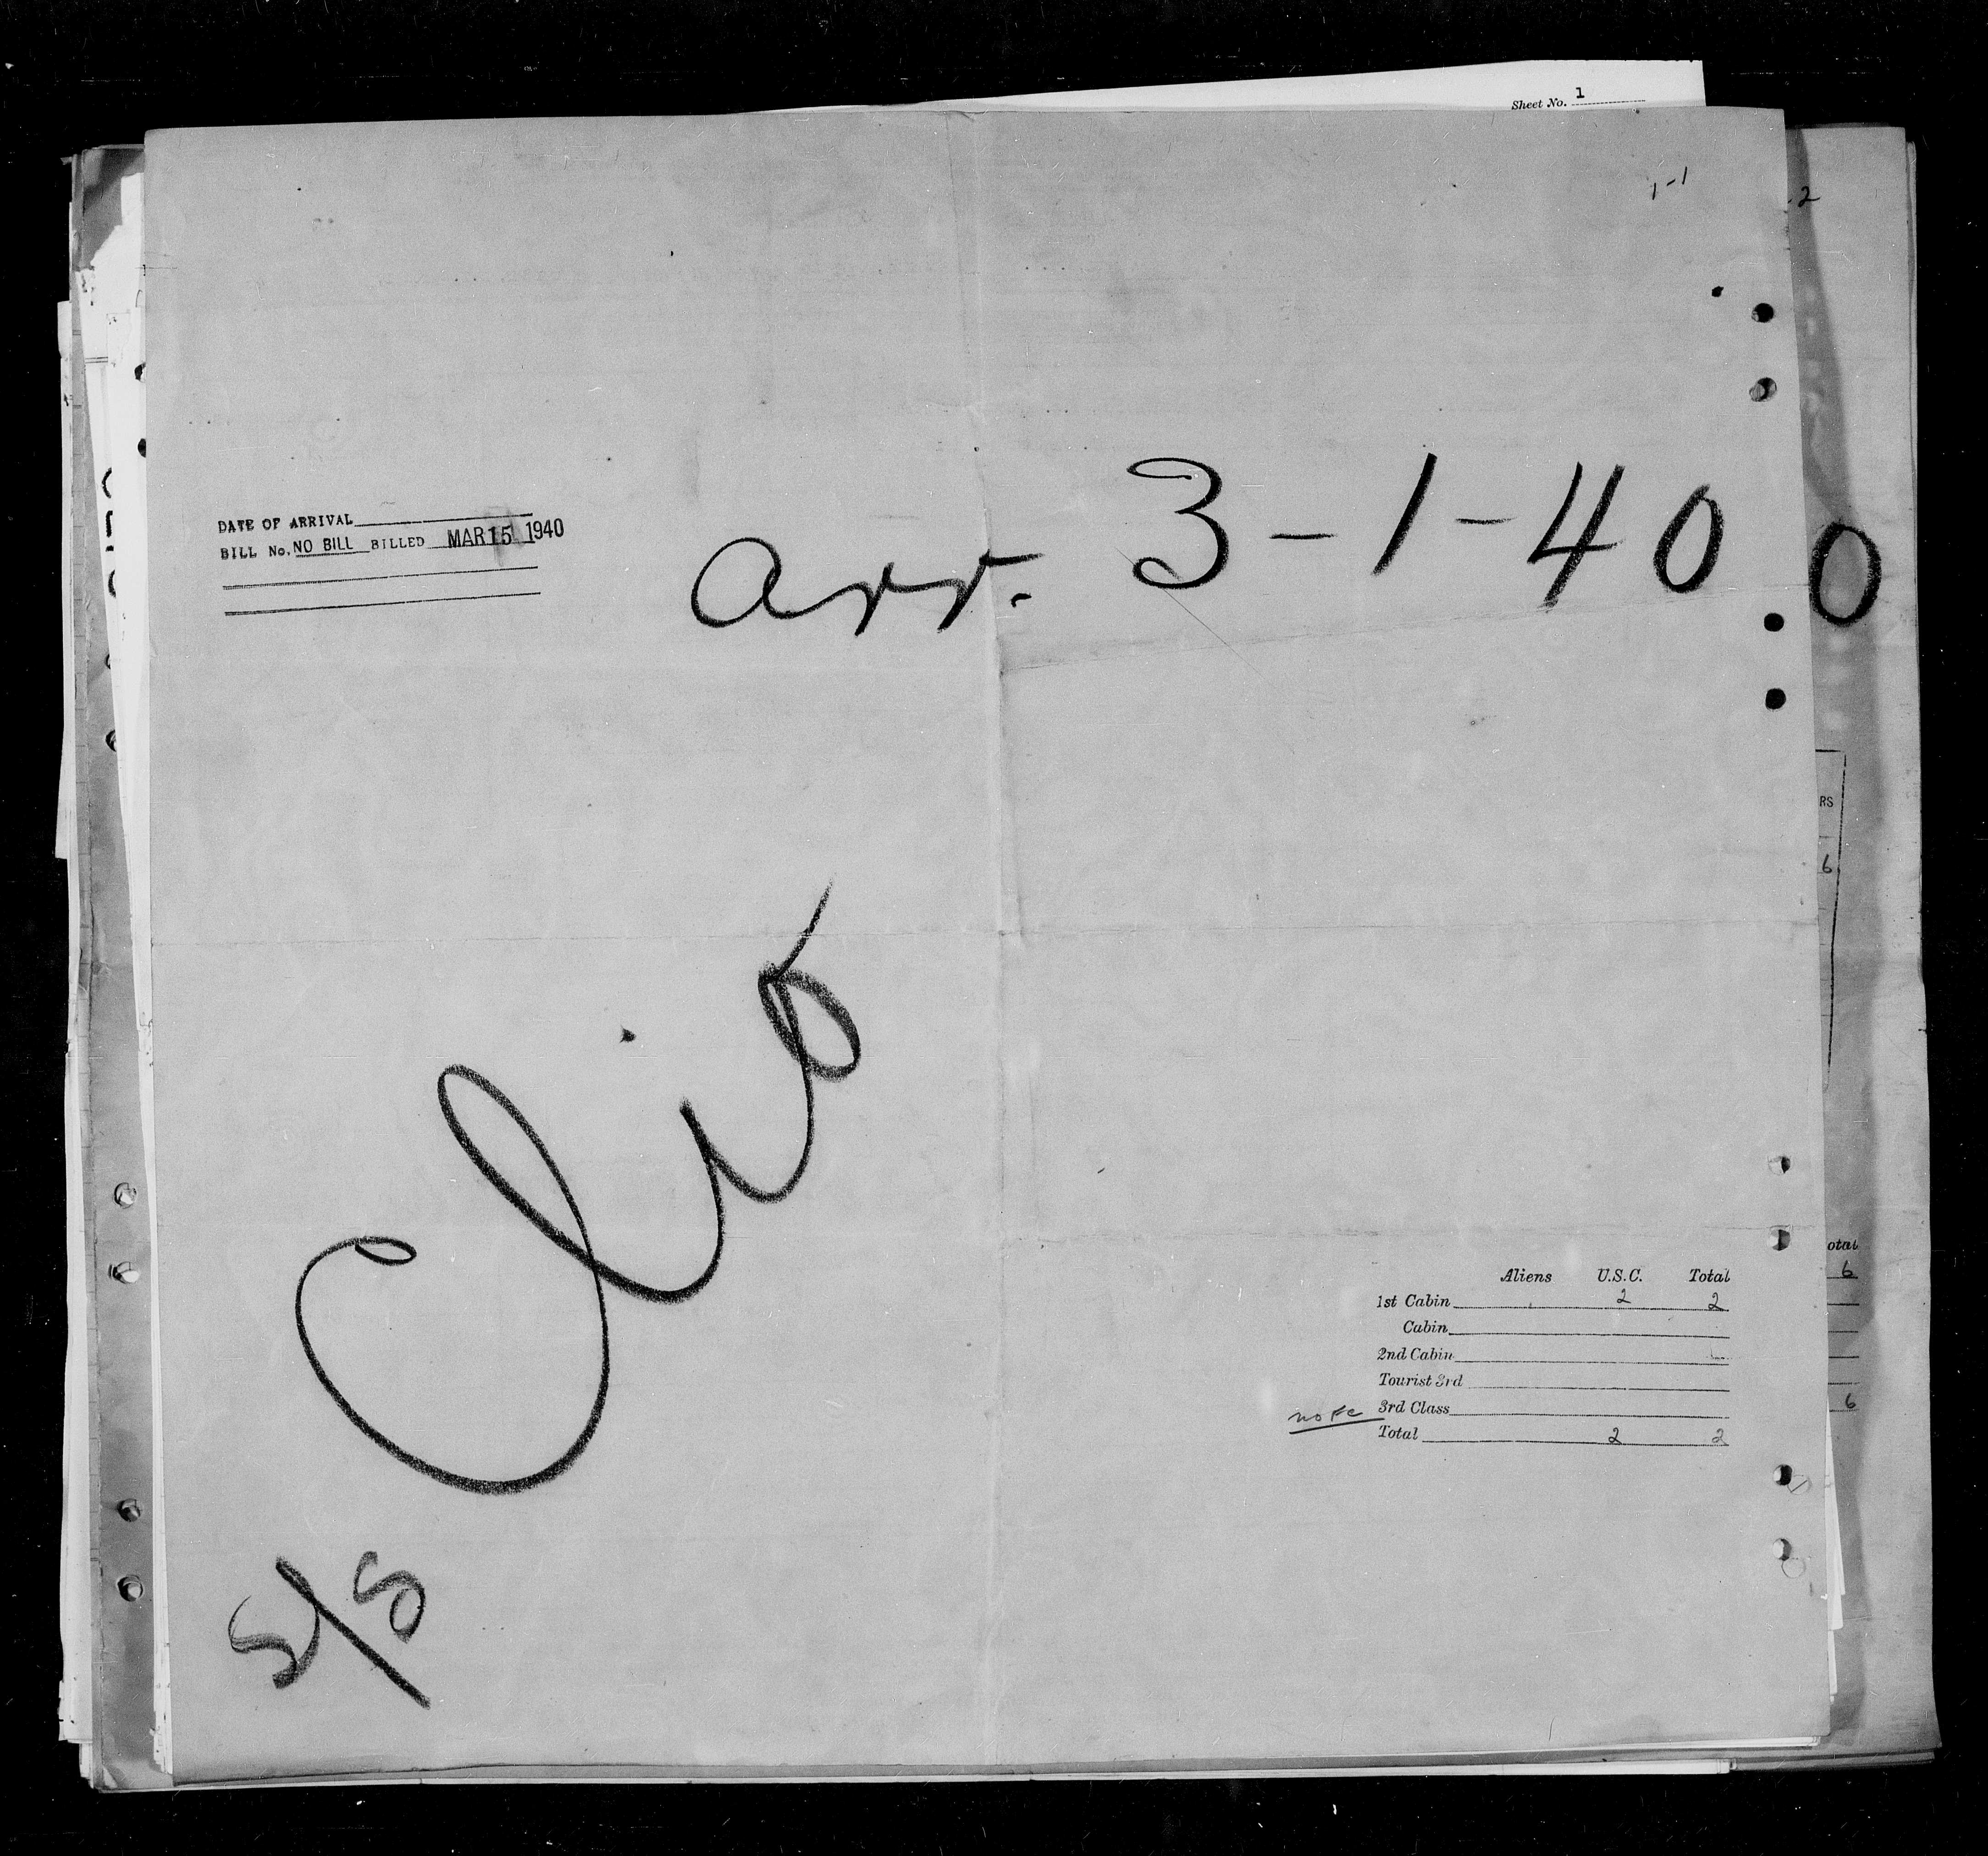 Sheet No. 1
1-1
2
DATE OF ARRIVAL
BILL No. NO BILL BILLED MAR 15 1940
arr. 3-1-40
0
RS
6
S/S Clio
Aliens U.S.C. Total
1st Cabin 2 2
Cabin
2nd Cabin
Tourist 3rd
3rd Class
Total 2 2
otal
6
6